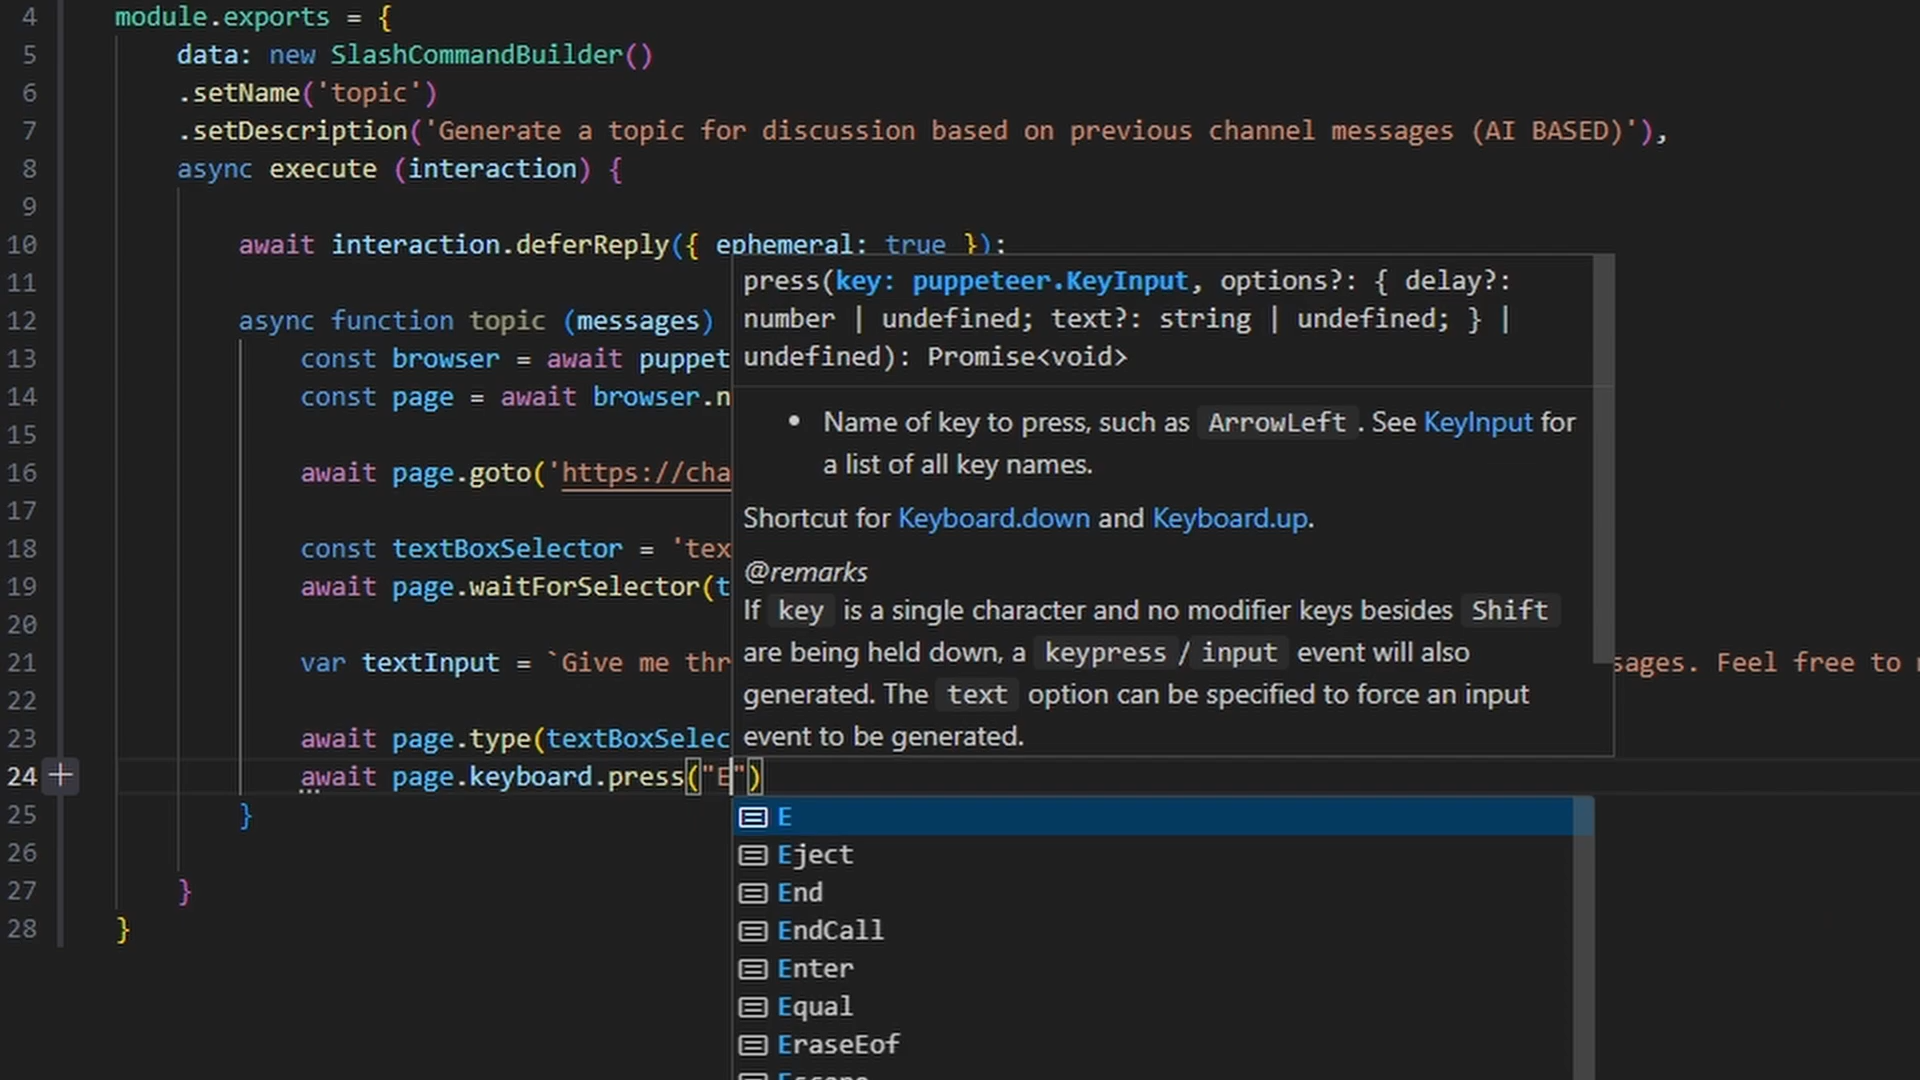 4 module.exports = {
5 data: new SlashCommandBuilder()
6 .setName('topic')
7 .setDescription('Generate a topic for discussion based on previous channel messages (AI BASED)'),
8 async execute (interaction) {
9
10 await interaction.deferReply({ ephemeral: true });
11
12 async function topic (messages)
13 const browser = await puppet
14 const page = await browser.n
15
16 await page.goto('https://cha
17
18 const textBoxSelector = 'tex
19 await page.waitForSelector(t
20
21 var textInput = `Give me thr sages. Feel free to
22
23 await page.type(textBoxSelec
24 await page.keyboard.press("E")
25 }
26
27 }
28 }
press(key: puppeteer.KeyInput, options?: { delay?:
number | undefined; text?: string | undefined; } |
undefined): Promise<void>
• Name of key to press, such as ArrowLeft . See KeyInput for
a list of all key names.
Shortcut for Keyboard.down and Keyboard.up.
@remarks
If key is a single character and no modifier keys besides Shift
are being held down, a keypress / input event will also
generated. The text option can be specified to force an input
event to be generated.
E
Eject
End
EndCall
Enter
Equal
EraseEof